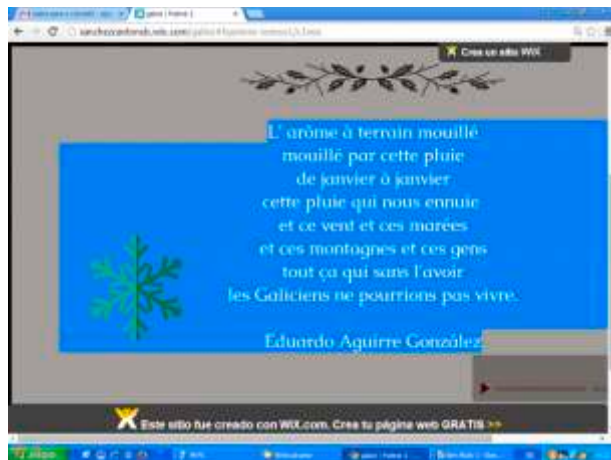 Crea un sitio WIX
L' arôme à terrain mouillé
mouillé par cette pluie
de janvier à janvier
cette pluie qui nous ennuie
et ce vent et ces marées
et ces montagnes et ces gens
tout ça qui sans l'avoir
les Galiciens ne pourrions pas vivre.
Eduardo Aguirre González
Este sitio fue creado con WIX.com. Crea tu página web GRATIS >>